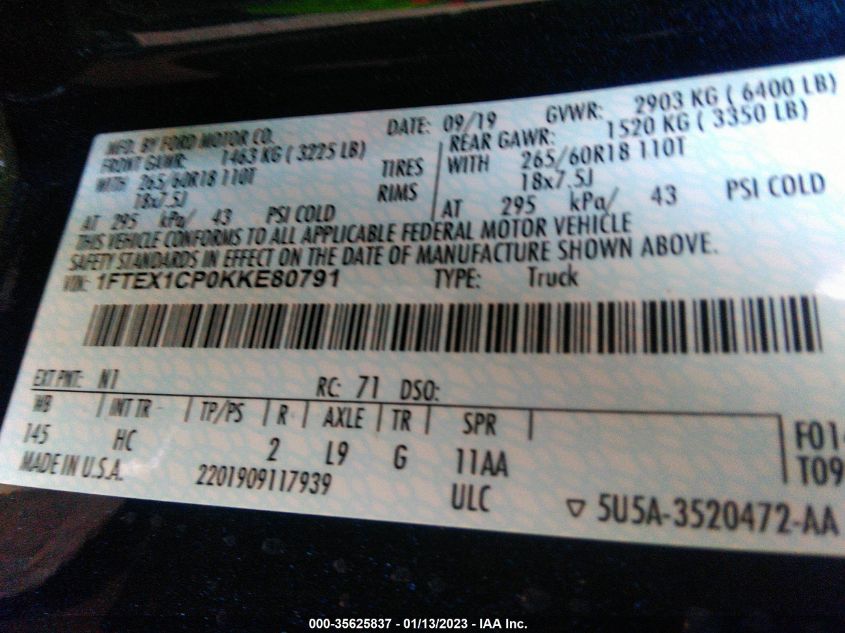 MFD. BY FORD MOTOR CO. DATE: 09/19 GVWR: 2903 KG ( 6400 LB)
FRONT GAWR: 1463 KG ( 3225 LB) REAR GAWR: 1520 KG ( 3350 LB)
WITH 265/60R18 110T TIRES WITH 265/60R18 110T
18x7.5J RIMS 18x7.5J
AT 295 kPa/ 43 PSI COLD AT 295 kPa/ 43 PSI COLD
THIS VEHICLE CONFORMS TO ALL APPLICABLE FEDERAL MOTOR VEHICLE
SAFETY STANDARDS IN EFFECT ON THE DATE OF MANUFACTURE SHOWN ABOVE.
VIN: 1FTEX1CP0KKE80791 TYPE: Truck
EXT PNT: N1 RC: 71 DSO:
WB INT TR TP/PS R AXLE TR SPR
145 HC 2 L9 G 11AA
F014
T09
MADE IN U.S.A. 2201909117939 ULC
5U5A-3520472-AA
000-35625837 - 01/13/2023 - IAA Inc.